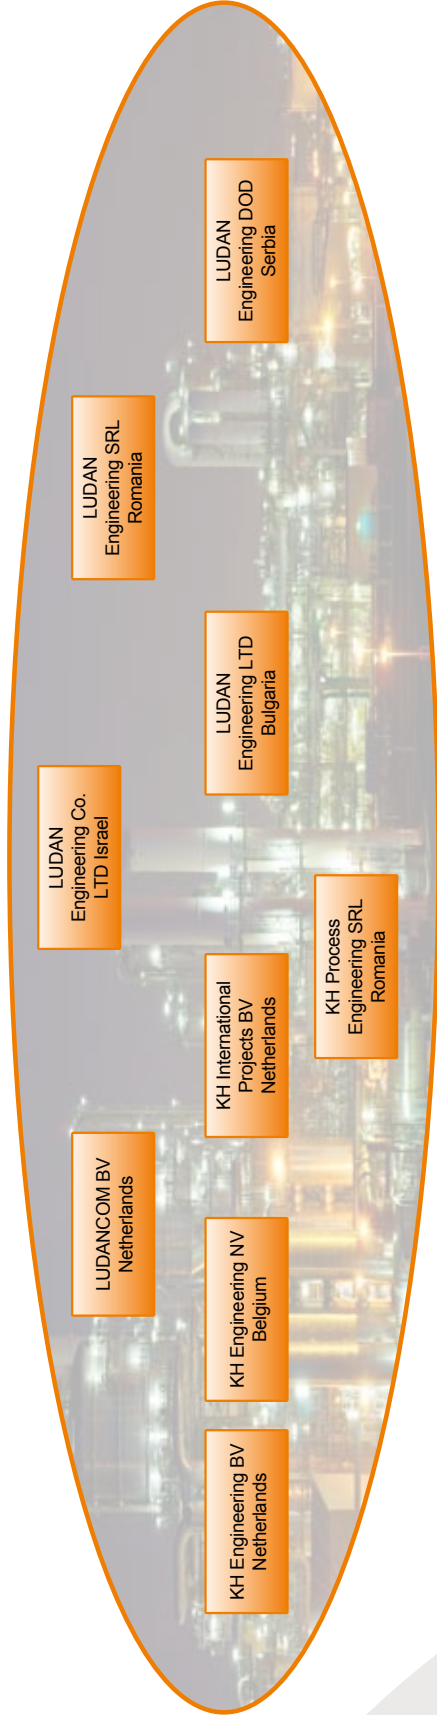 LUDAN
Engineering Co.
LTD Israel
LUDANCOM BV
Netherlands
LUDAN
Engineering SRL
Romania
KH Engineering BV
Netherlands
KH Engineering NV
Belgium
KH International
Projects BV
Netherlands
LUDAN
Engineering LTD
Bulgaria
LUDAN
Engineering DOD
Serbia
KH Process
Engineering SRL
Romania